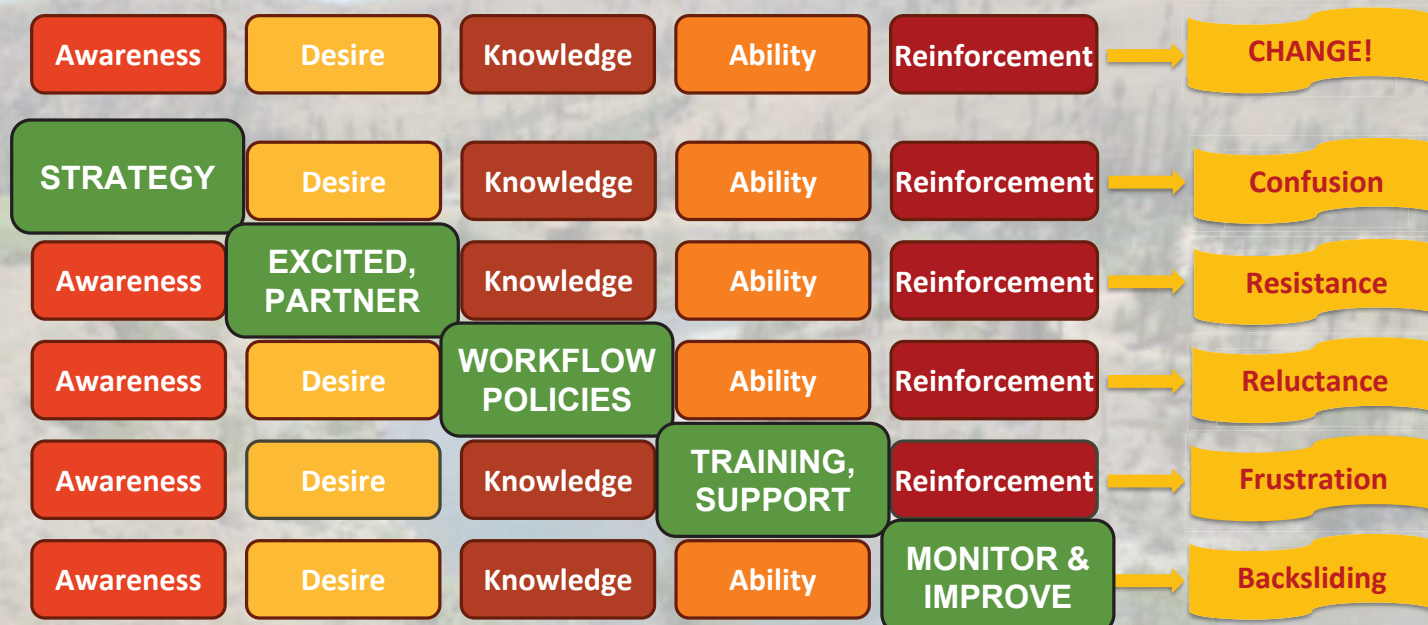 Awareness Desire Knowledge Ability Reinforcement CHANGE!
STRATEGY Desire Knowledge Ability Reinforcement Confusion
Awareness EXCITED,
PARTNER Knowledge Ability Reinforcement Resistance
Awareness Desire WORKFLOW
POLICIES Ability Reinforcement Reluctance
Awareness Desire Knowledge TRAINING,
SUPPORT Reinforcement Frustration
Awareness Desire Knowledge Ability MONITOR &
IMPROVE Backsliding